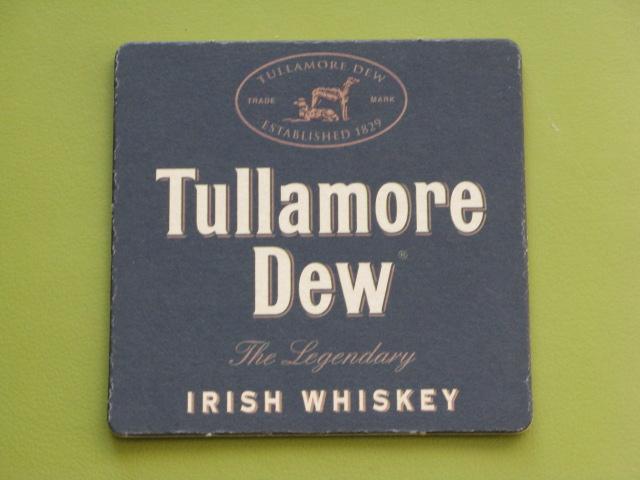 TULLAMORE DEW
TRADE MARK
ESTABLISHED 1829
Tullamore
Dew®
The Legendary
IRISH WHISKEY